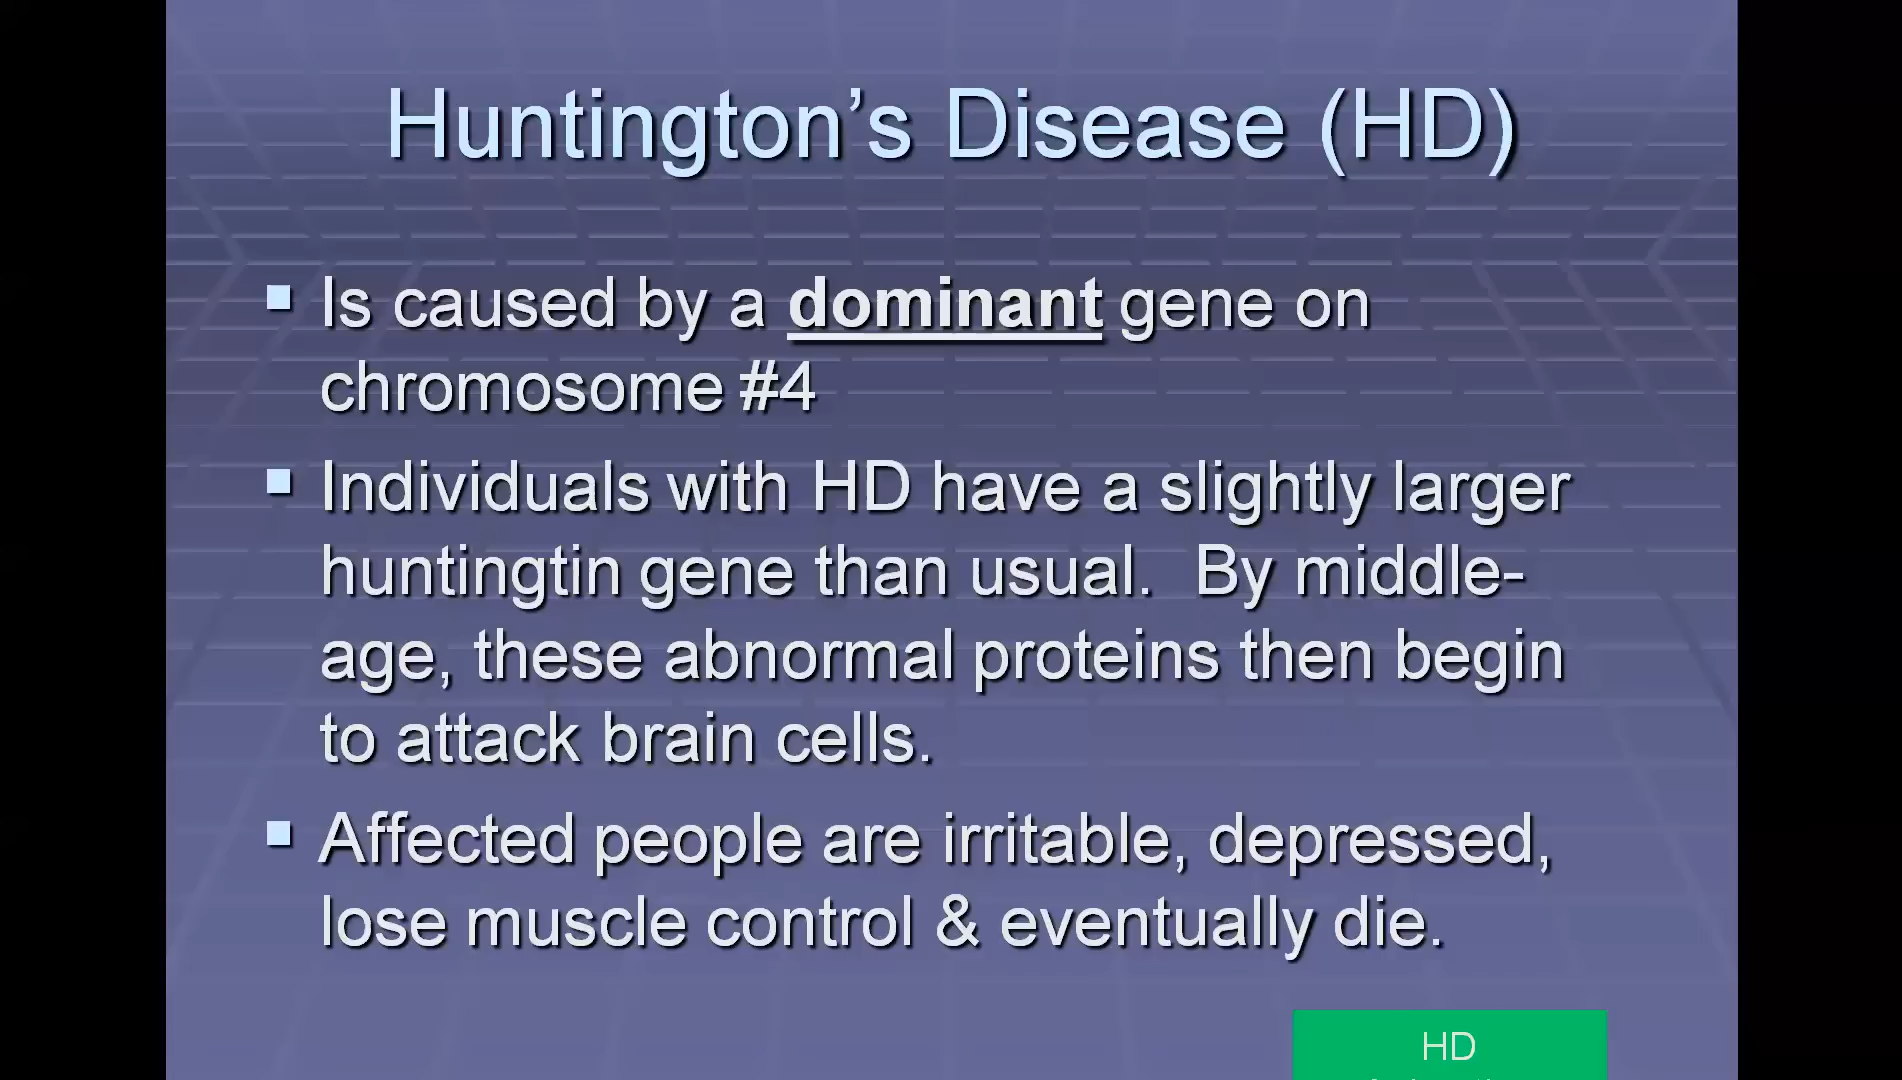 Huntington’s Disease (HD)
▪ Is caused by a dominant gene on
chromosome #4
▪ Individuals with HD have a slightly larger
huntingtin gene than usual.  By middle-
age, these abnormal proteins then begin
to attack brain cells.
▪ Affected people are irritable, depressed,
lose muscle control & eventually die.
HD